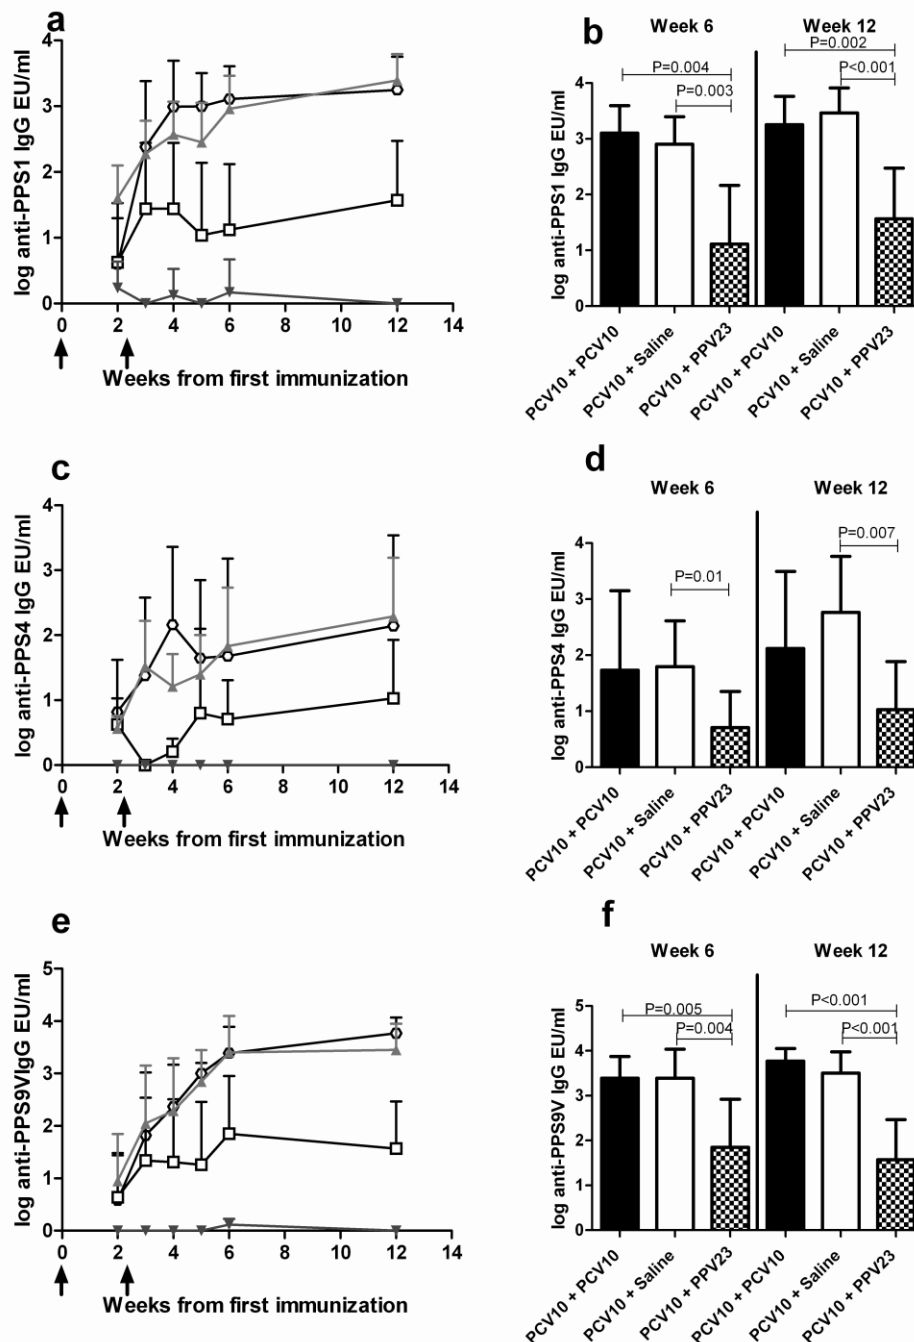 a
log anti-PPS1 IgG EU/ml
4
3
2
1
0
0 2 4 6 8 10 12 14
Weeks from first immunization
b
Week 6 Week 12
log anti-PPS1 IgG EU/ml
4
3
2
1
0
P=0.004
P=0.003
P=0.002
P<0.001
PCV10 + PCV10
PCV10 + Saline
PCV10 + PPV23
PCV10 + PCV10
PCV10 + Saline
PCV10 + PPV23
c
log anti-PPS4 IgG EU/ml
4
3
2
1
0
0 2 4 6 8 10 12 14
Weeks from first immunization
d
Week 6 Week 12
log anti-PPS4 IgG EU/ml
4
3
2
1
0
P=0.01
P=0.007
PCV10 + PCV10
PCV10 + Saline
PCV10 + PPV23
PCV10 + PCV10
PCV10 + Saline
PCV10 + PPV23
e
log anti-PPS9VIgG EU/ml
5
4
3
2
1
0
0 2 4 6 8 10 12 14
Weeks from first immunization
f
Week 6 Week 12
log anti-PPS9V IgG EU/ml
5
4
3
2
1
0
P=0.005
P=0.004
P<0.001
P<0.001
PCV10 + PCV10
PCV10 + Saline
PCV10 + PPV23
PCV10 + PCV10
PCV10 + Saline
PCV10 + PPV23